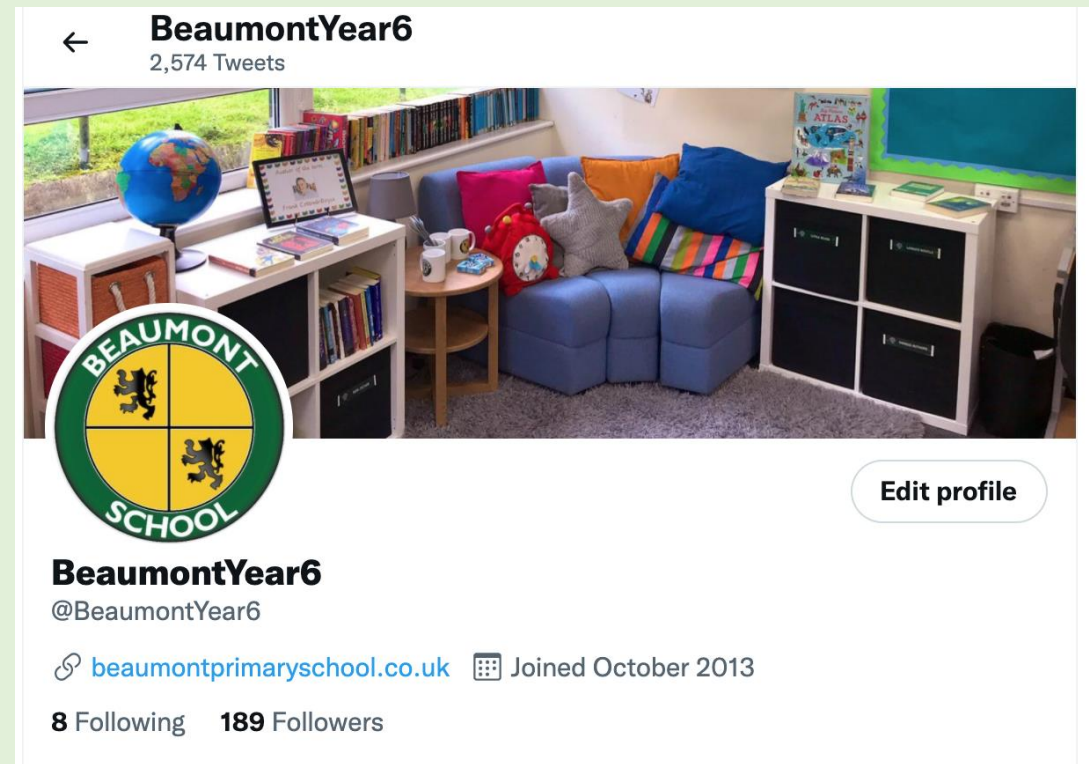 BeaumontYear6
2,574 Tweets
ATLAS
BEAUMONT
SCHOOL
Edit profile
BeaumontYear6
@BeaumontYear6
beaumontprimaryschool.co.uk Joined October 2013
8 Following 189 Followers